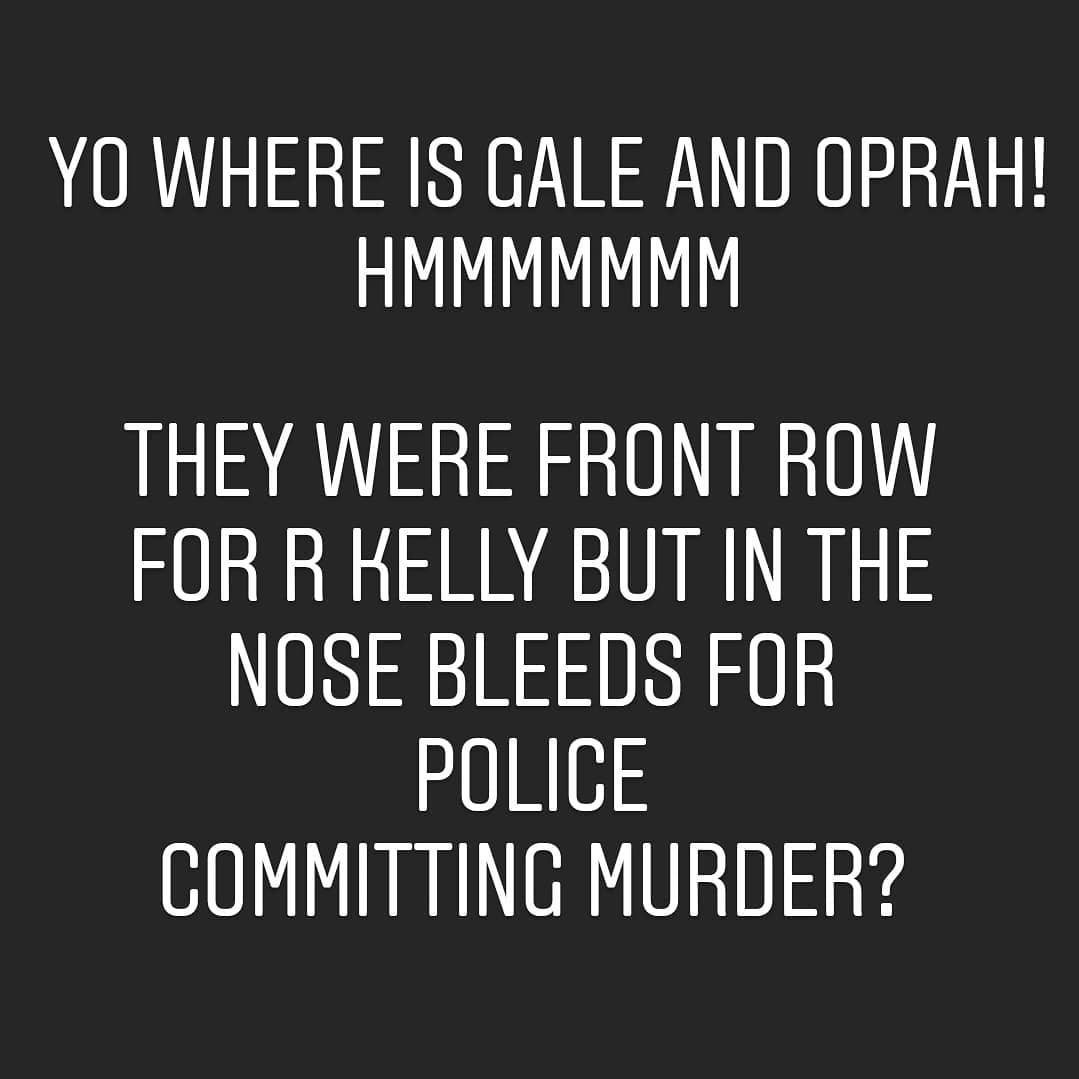 YO WHERE IS GALE AND OPRAH!
HMMMMMMM
THEY WERE FRONT ROW
FOR R KELLY BUT IN THE
NOSE BLEEDS FOR
POLICE
COMMITTING MURDER?